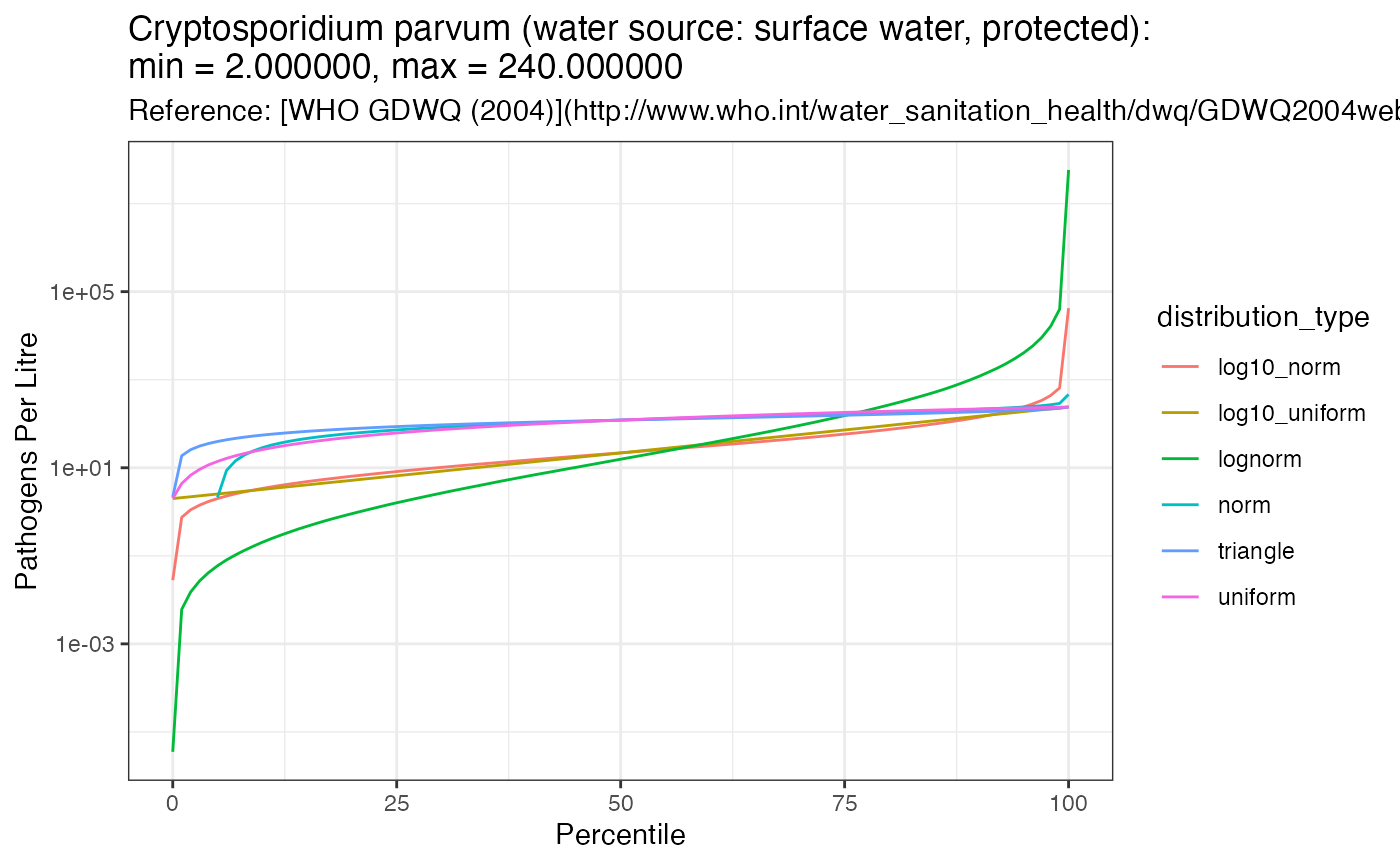 Cryptosporidium parvum (water source: surface water, protected):
min = 2.000000, max = 240.000000
Reference: [WHO GDWQ (2004)](http://www.who.int/water_sanitation_health/dwq/GDWQ2004web
Pathogens Per Litre
1e+05
1e+01
1e-03
0 25 50 75 100
Percentile
distribution_type
log10_norm
log10_uniform
lognorm
norm
triangle
uniform